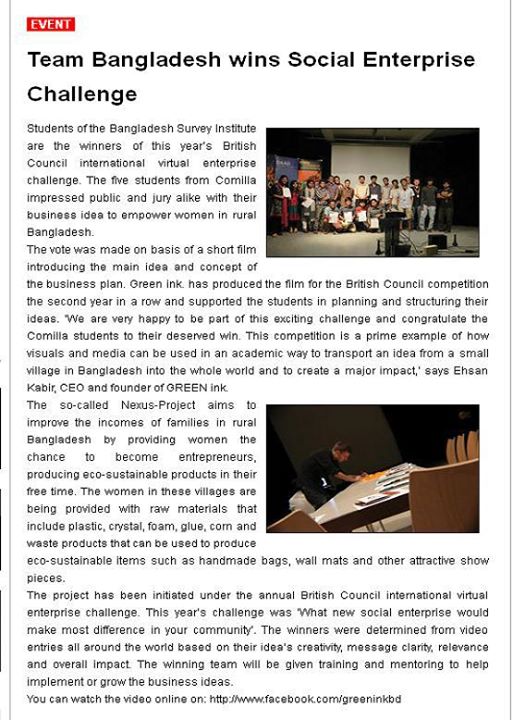 EVENT
Team Bangladesh wins Social Enterprise
Challenge
Students of the Bangladesh Survey Institute
are the winners of this year's British
Council international virtual enterprise
challenge. The five students from Comilla
impressed public and jury alike with their
business idea to empower women in rural
Bangladesh.
The vote was made on basis of a short film
introducing the main idea and concept of
the business plan. Green ink. has produced the film for the British Council competition
the second year in a row and supported the students in planning and structuring their
ideas. 'We are very happy to be part of this exciting challenge and congratulate the
Comilla students to their deserved win. This competition is a prime example of how
visuals and media can be used in an academic way to transport an idea from a small
village in Bangladesh into the whole world and to create a major impact,' says Ehsan
Kabir, CEO and founder of GREEN ink.
The so-called Nexus-Project aims to
improve the incomes of families in rural
Bangladesh by providing women the
chance to become entrepreneurs,
producing eco-sustainable products in their
free time. The women in these villages are
being provided with raw materials that
include plastic, crystal, foam, glue, corn and
waste products that can be used to produce
eco-sustainable items such as handmade bags, wall mats and other attractive show
pieces.
The project has been initiated under the annual British Council international virtual
enterprise challenge. This year's challenge was 'What new social enterprise would
make most difference in your community'. The winners were determined from video
entries all around the world based on their idea's creativity, message clarity, relevance
and overall impact. The winning team will be given training and mentoring to help
implement or grow the business ideas.
You can watch the video online on: http://www.facebook.com/greeninkbd